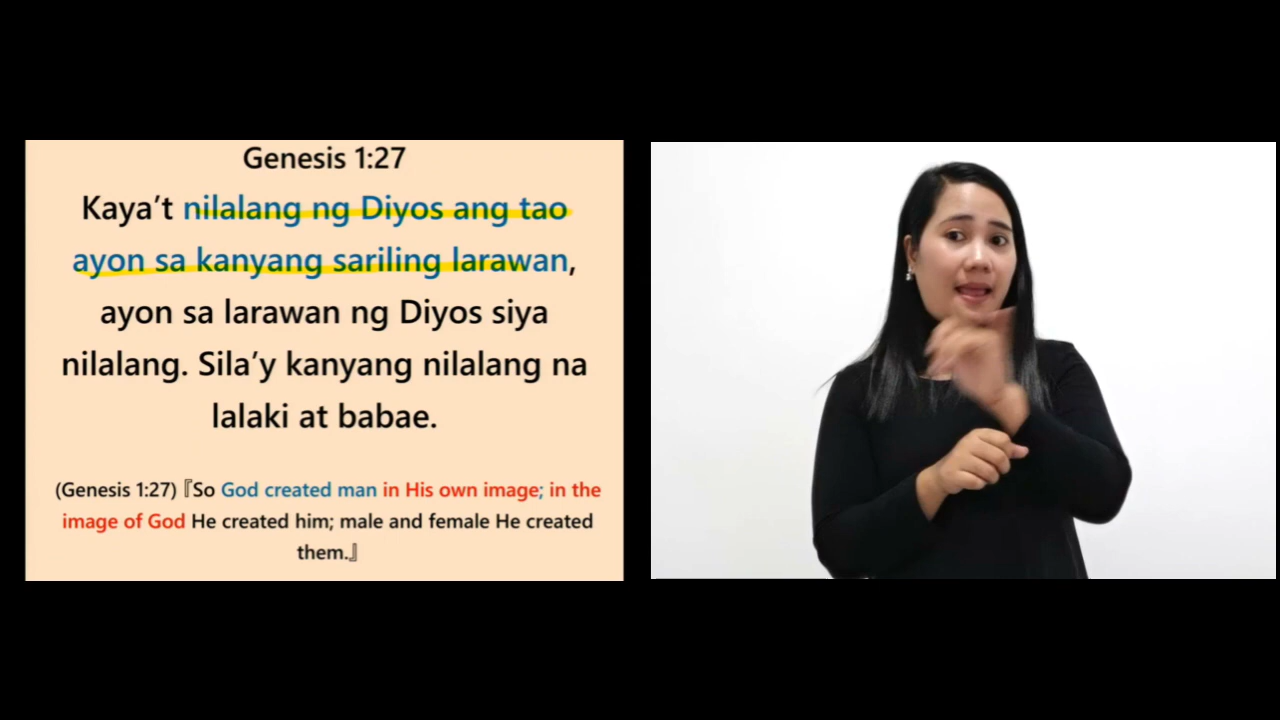 Genesis 1:27
Kaya’t nilalang ng Diyos ang tao
ayon sa kanyang sariling larawan,
ayon sa larawan ng Diyos siya
nilalang. Sila’y kanyang nilalang na
lalaki at babae.
(Genesis 1:27)『So God created man in His own image; in the
image of God He created him; male and female He created
them.』